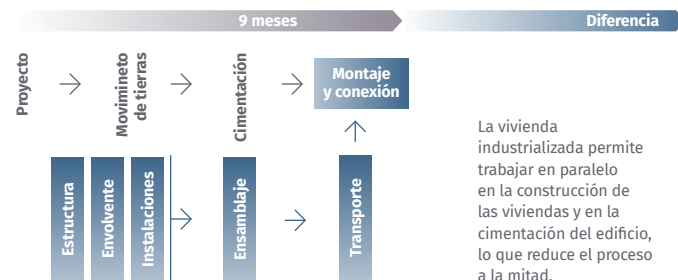 9 meses
Diferencia
Proyecto
Movimineto
de tierras
Cimentación
Montaje
y conexión
Estructura
Envolvente
Instalaciones
Ensamblaje
Transporte
La vivienda
industrializada permite
trabajar en paralelo
en la construcción de
las viviendas y en la
cimentación del edificio,
lo que reduce el proceso
a la mitad.